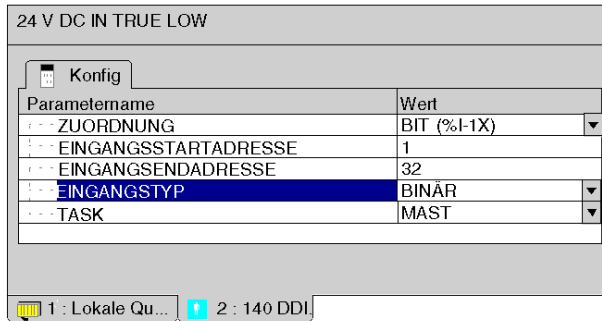 24 V DC IN TRUE LOW
Konfig
Parametername Wert
ZUORDNUNG BIT (%I-1X)
EINGANGSSTARTADRESSE 1
EINGANGSENDADRESSE 32
EINGANGSTYP BINÄR
TASK MAST
1 : Lokale Qu... 2 : 140 DDI.